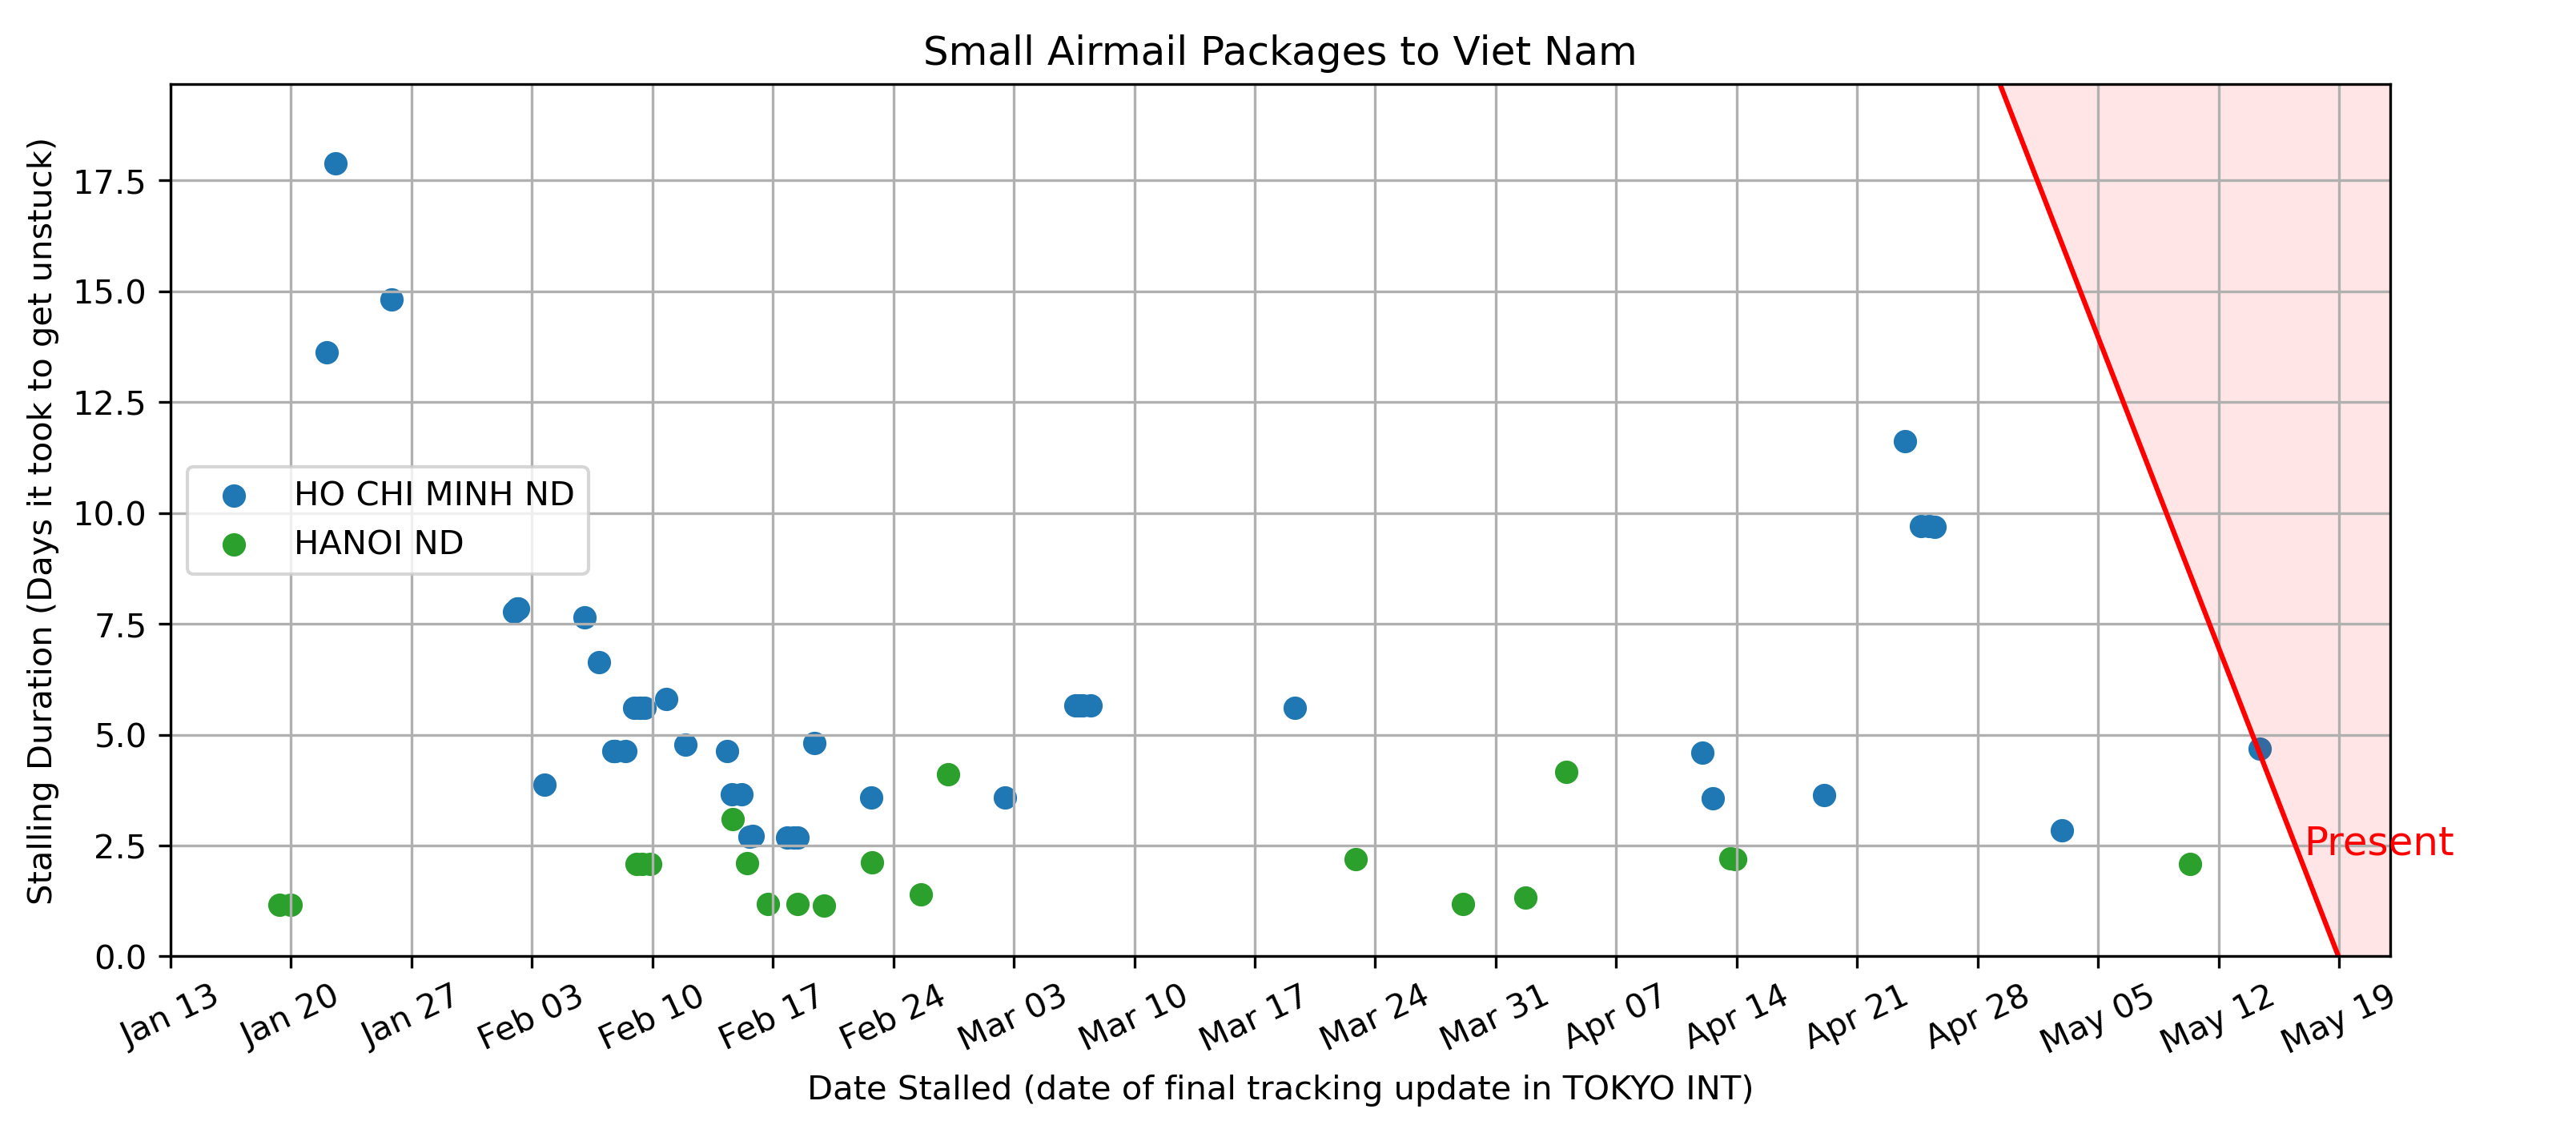 Small Airmail Packages to Viet Nam
Stalling Duration (Days it took to get unstuck)
17.5
15.0
12.5
10.0
7.5
5.0
2.5
0.0
HO CHI MINH ND
HANOI ND
Present
Jan 13
Jan 20
Jan 27
Feb 03
Feb 10
Feb 17
Feb 24
Mar 03
Mar 10
Mar 17
Mar 24
Mar 31
Apr 07
Apr 14
Apr 21
Apr 28
May 05
May 12
May 19
Date Stalled (date of final tracking update in TOKYO INT)